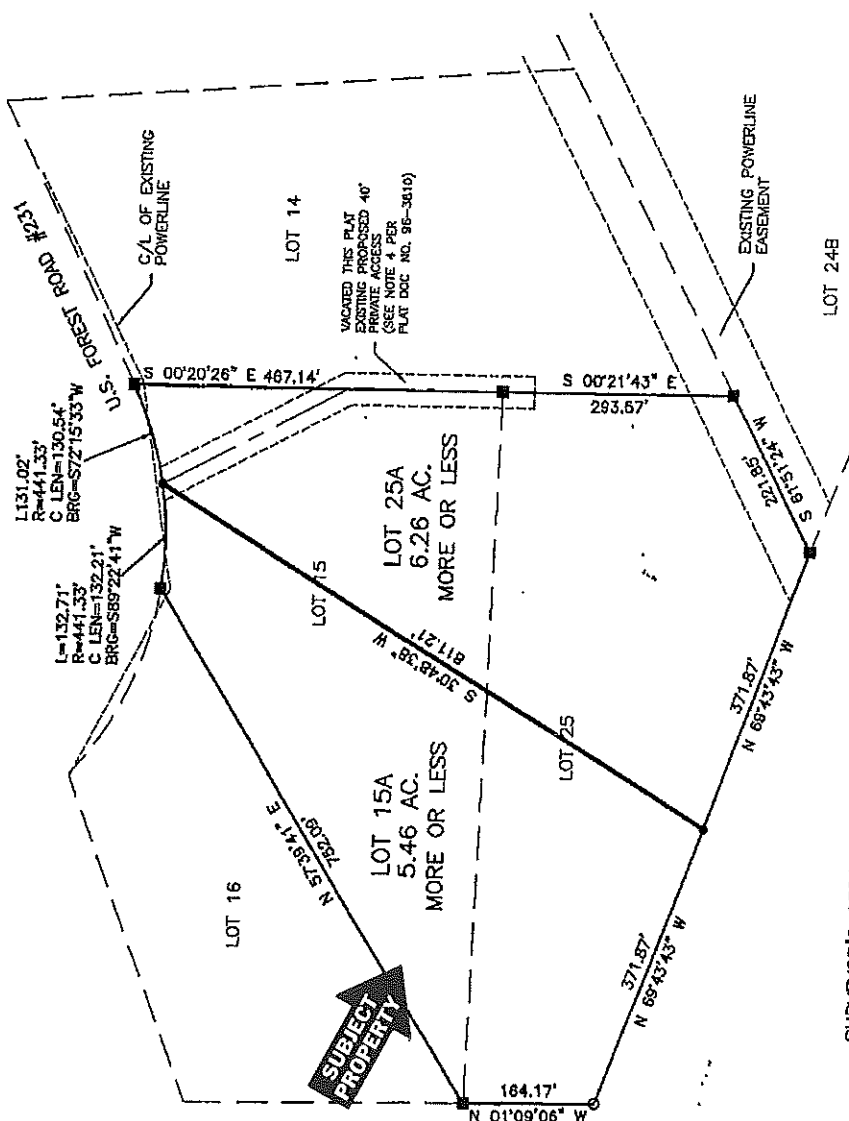 U.S. FOREST ROAD #231
C/L OF EXISTING
POWERLINE
L131.02'
R=441.33'
C LEN=130.54'
BRG=S72°15'33"W
L=132.71'
R=441.33'
C LEN=132.21'
BRG=S89°22'41"W
LOT 14
VACATED THIS PLAT
EXISTING PROPOSED 40'
PRIVATE ACCESS
(SEE NOTE 4 PER
PLAT DOC NO. 96-3810)
S 00°20'26" E 467.14'
S 00°21'43" E
293.67'
EXISTING POWERLINE
EASEMENT
LOT 24B
221.85'
S 61°51'24" W
LOT 25A
6.26 AC.
MORE OR LESS
LOT 15
S 30°48'38" W
811.21'
LOT 25
371.87'
N 69°43'43" W
LOT 16
N 57°39'41" E
752.09'
LOT 15A
5.46 AC.
MORE OR LESS
SUBJECT
PROPERTY
371.87'
N 69°43'43" W
164.17'
N 01°09'06" W